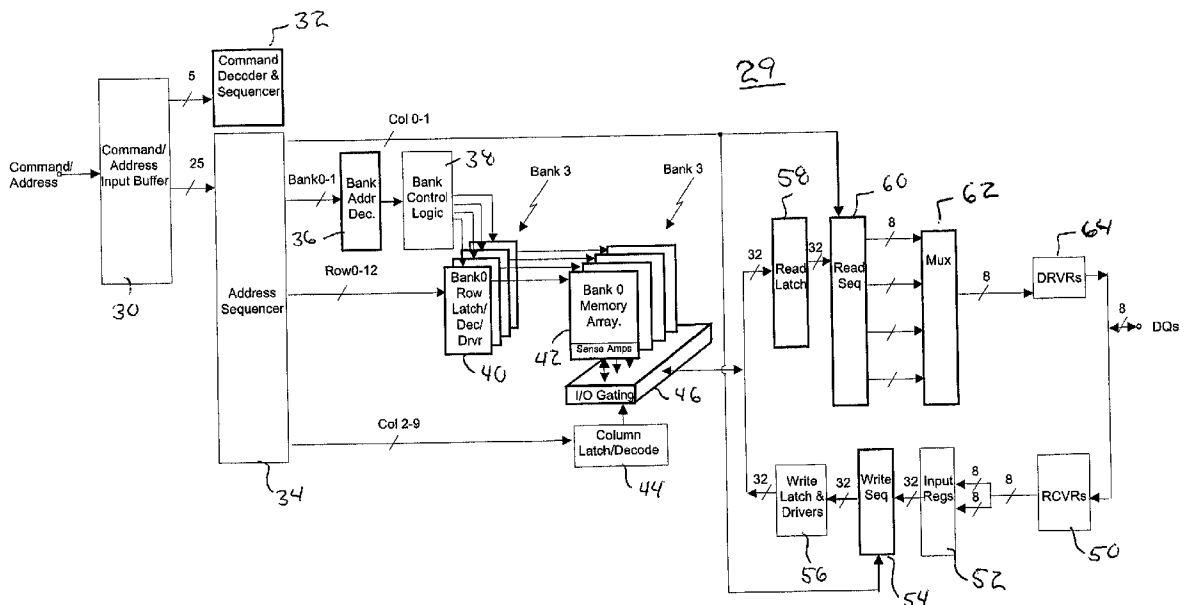 32
Command
Decoder &
Sequencer
29
5
Command/
Address
Input Buffer
Command/
Address
25
30
Address
Sequencer
34
Col 0-1
Bank0-1
Bank
Addr
Dec.
36
Bank
Control
Logic
38
Bank 3
Bank 3
Row0-12
Bank0
Row
Latch/
Dec/
Drvr
40
Bank 0
Memory
Array.
Sense Amps
42
I/O Gating
46
Col 2-9
Column
Latch/Decode
44
58
32
Read
Latch
32
60
Read
Seq
8
62
Mux
8
64
DRVRs
8
DQs
32
Write
Latch &
Drivers
56
32
Write
Seq
54
32
Input
Regs
52
8
8
8
RCVRs
50